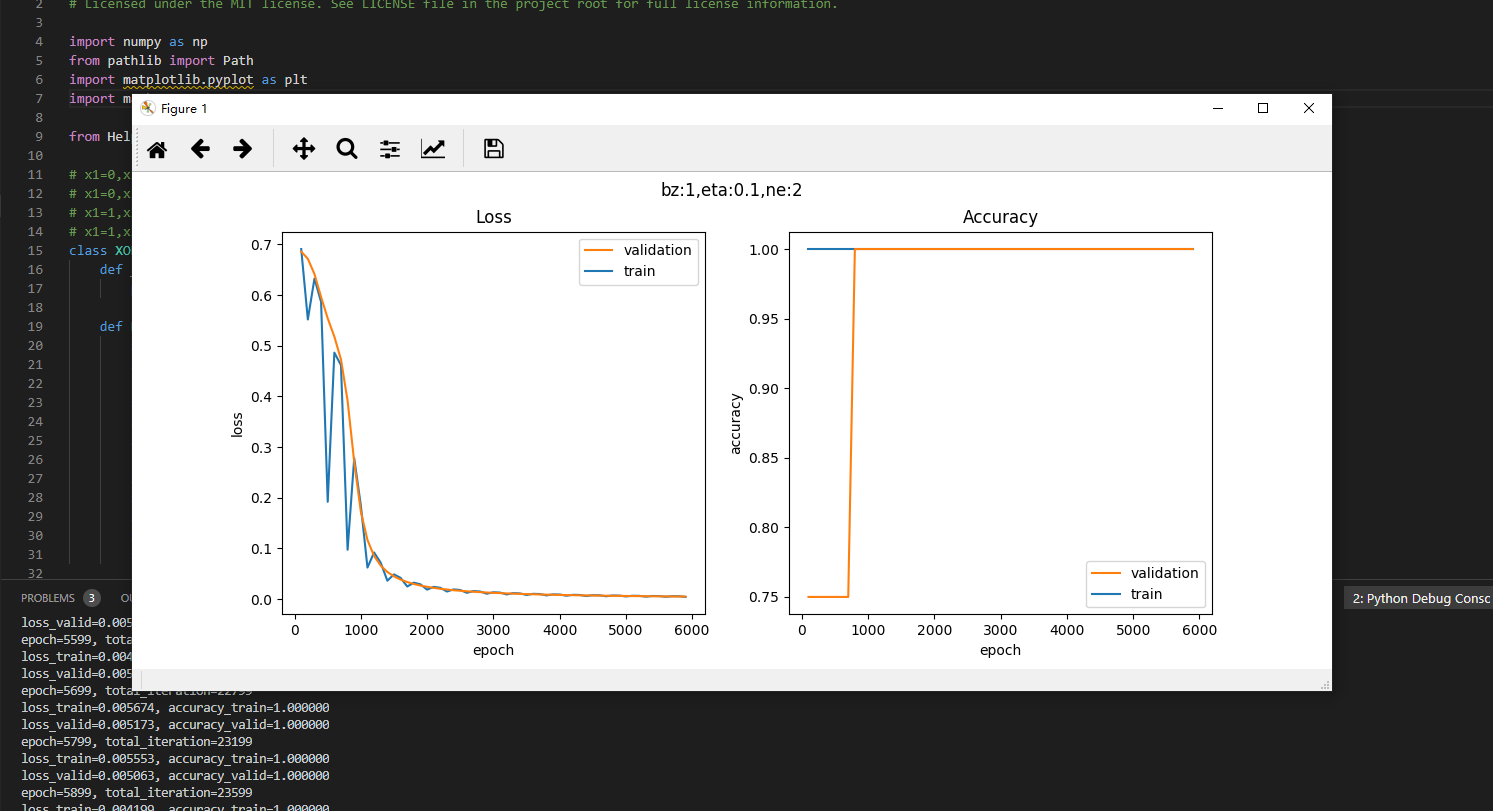 2 # Licensed under the MIT license. See LICENSE file in the project root for full license information.
3
4 import numpy as np
5 from pathlib import Path
6 import matplotlib.pyplot as plt
7 import
8
9 from
10
11 # x1=0,
12 # x1=0,
13 # x1=1,
14 # x1=1,
15 class
16 def
17
18
19 def
20
21
22
23
24
25
26
27
28
29
30
31
32
Figure 1
bz:1,eta:0.1,ne:2
Loss
validation
train
0.7
0.6
0.5
0.4
0.3
0.2
0.1
0.0
loss
0 1000 2000 3000 4000 5000 6000
epoch
Accuracy
1.00
0.95
0.90
0.85
0.80
0.75
accuracy
validation
train
0 1000 2000 3000 4000 5000 6000
epoch
PROBLEMS 3
2: Python Debug Consc
loss_valid=0.005
epoch=5599,
loss_train=0.004
loss_valid=0.005
epoch=5699, total_iteration=22799
loss_train=0.005674, accuracy_train=1.000000
loss_valid=0.005173, accuracy_valid=1.000000
epoch=5799, total_iteration=23199
loss_train=0.005553, accuracy_train=1.000000
loss_valid=0.005063, accuracy_valid=1.000000
epoch=5899, total_iteration=23599
loss_train=0.004199, accuracy_train=1.000000